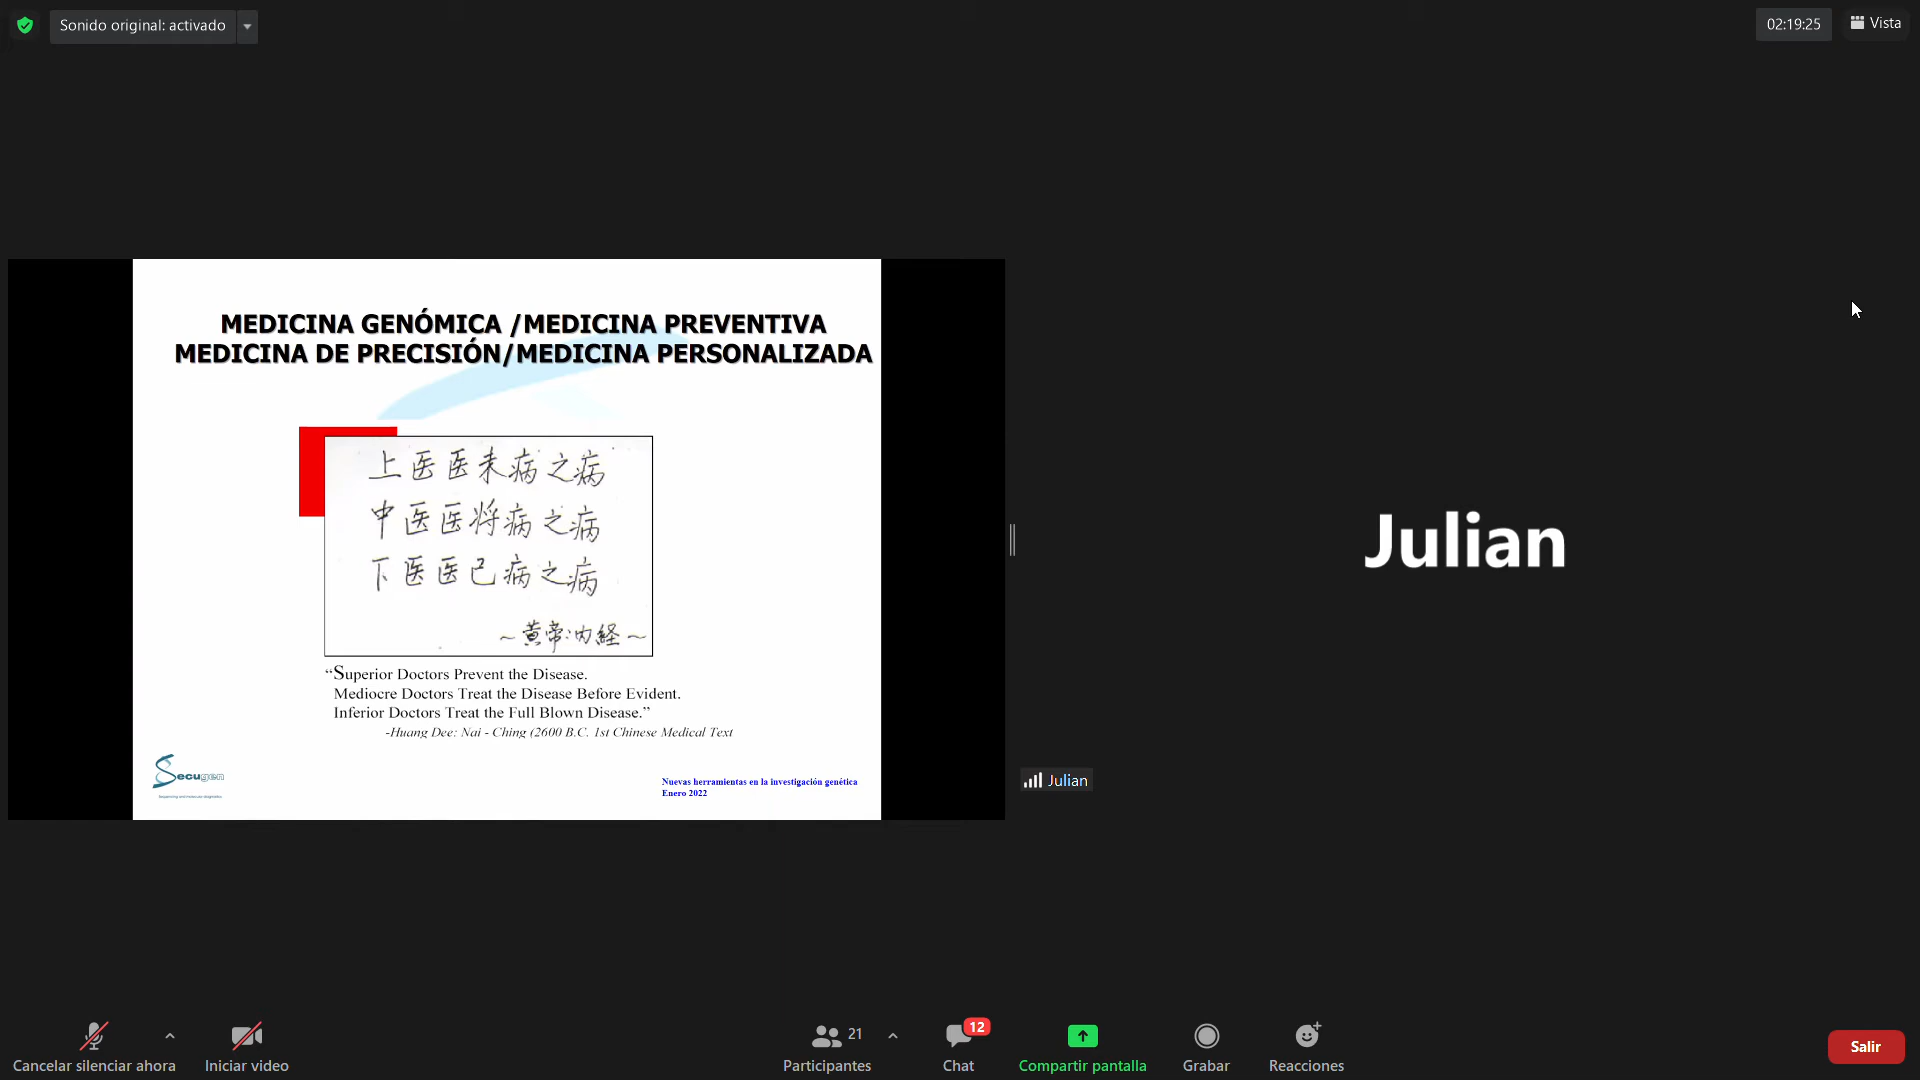 Sonido original: activado
02:19:25
Vista
MEDICINA GENÓMICA /MEDICINA PREVENTIVA
MEDICINA DE PRECISIÓN/MEDICINA PERSONALIZADA
上医医未病之病
中医医将病之病
下医医已病之病
~黄帝:内経~
“Superior Doctors Prevent the Disease.
Mediocre Doctors Treat the Disease Before Evident.
Inferior Doctors Treat the Full Blown Disease.”
-Huang Dee: Nai - Ching (2600 B.C. 1st Chinese Medical Text
Secugen
Nuevas herramientas en la investigación genética
Enero 2022
Julian
Julian
Cancelar silenciar ahora
Iniciar video
21
Participantes
12
Chat
Compartir pantalla
Grabar
Reacciones
Salir